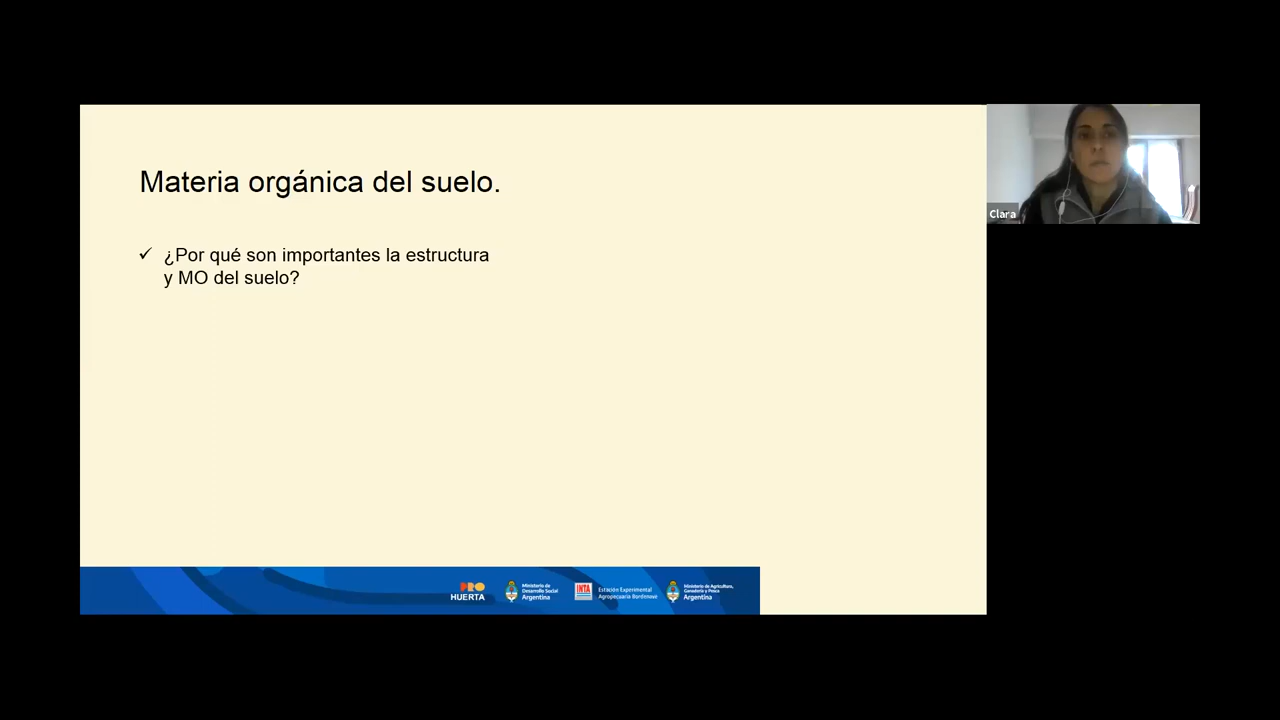 Materia orgánica del suelo.
✓ ¿Por qué son importantes la estructura
y MO del suelo?
Clara
PRO
HUERTA
Ministerio de
Desarrollo Social
Argentina
INTA
Estación Experimental
Agropecuaria Bordenave
Ministerio de Agricultura,
Ganadería y Pesca
Argentina